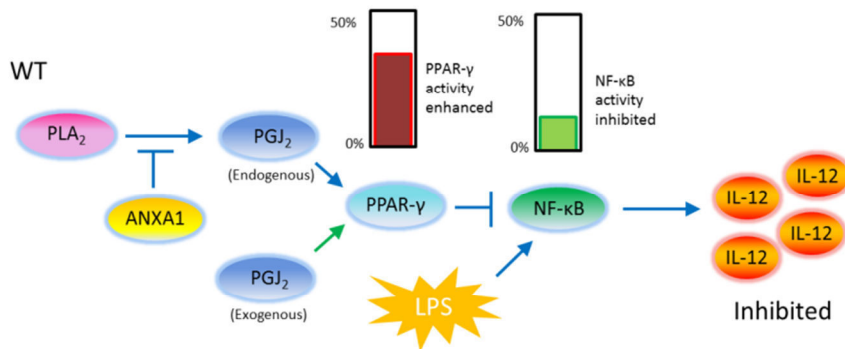 WT
50%
PPAR-γ
activity
enhanced
0%
50%
NF-κB
activity
inhibited
0%
PLA₂
PGJ₂
(Endogenous)
ANXA1
PPAR-γ
NF-κB
IL-12
IL-12
IL-12
IL-12
PGJ₂
(Exogenous)
LPS
Inhibited